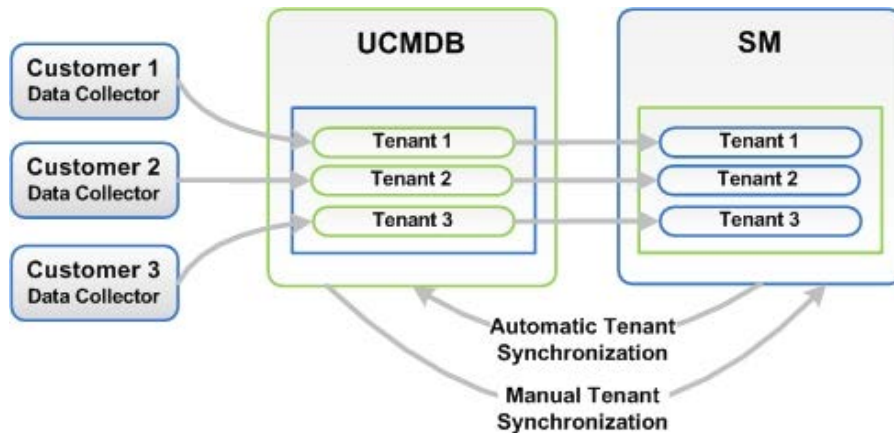 UCMDB
SM
Customer 1
Data Collector
Customer 2
Data Collector
Customer 3
Data Collector
Tenant 1
Tenant 2
Tenant 3
Tenant 1
Tenant 2
Tenant 3
Automatic Tenant
Synchronization
Manual Tenant
Synchronization